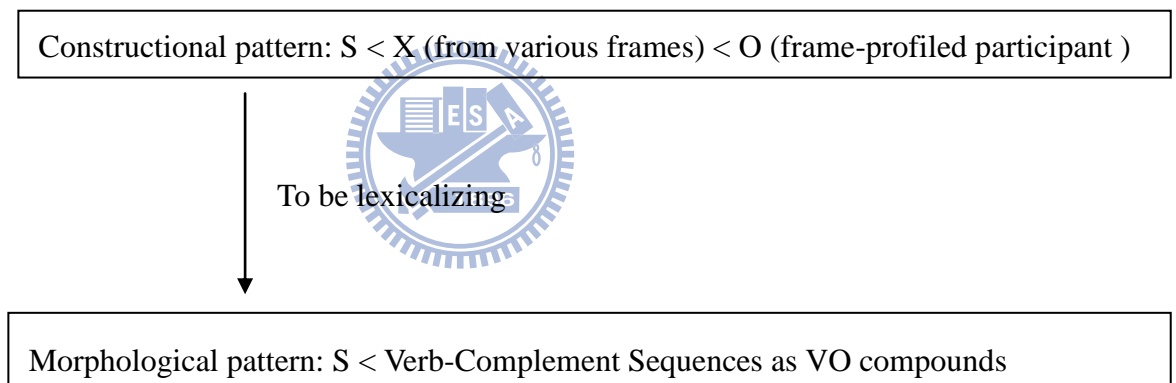 Constructional pattern: S < X (from various frames) < O (frame-profiled participant )
E S A
To be lexicalizing
1896
Morphological pattern: S < Verb-Complement Sequences as VO compounds